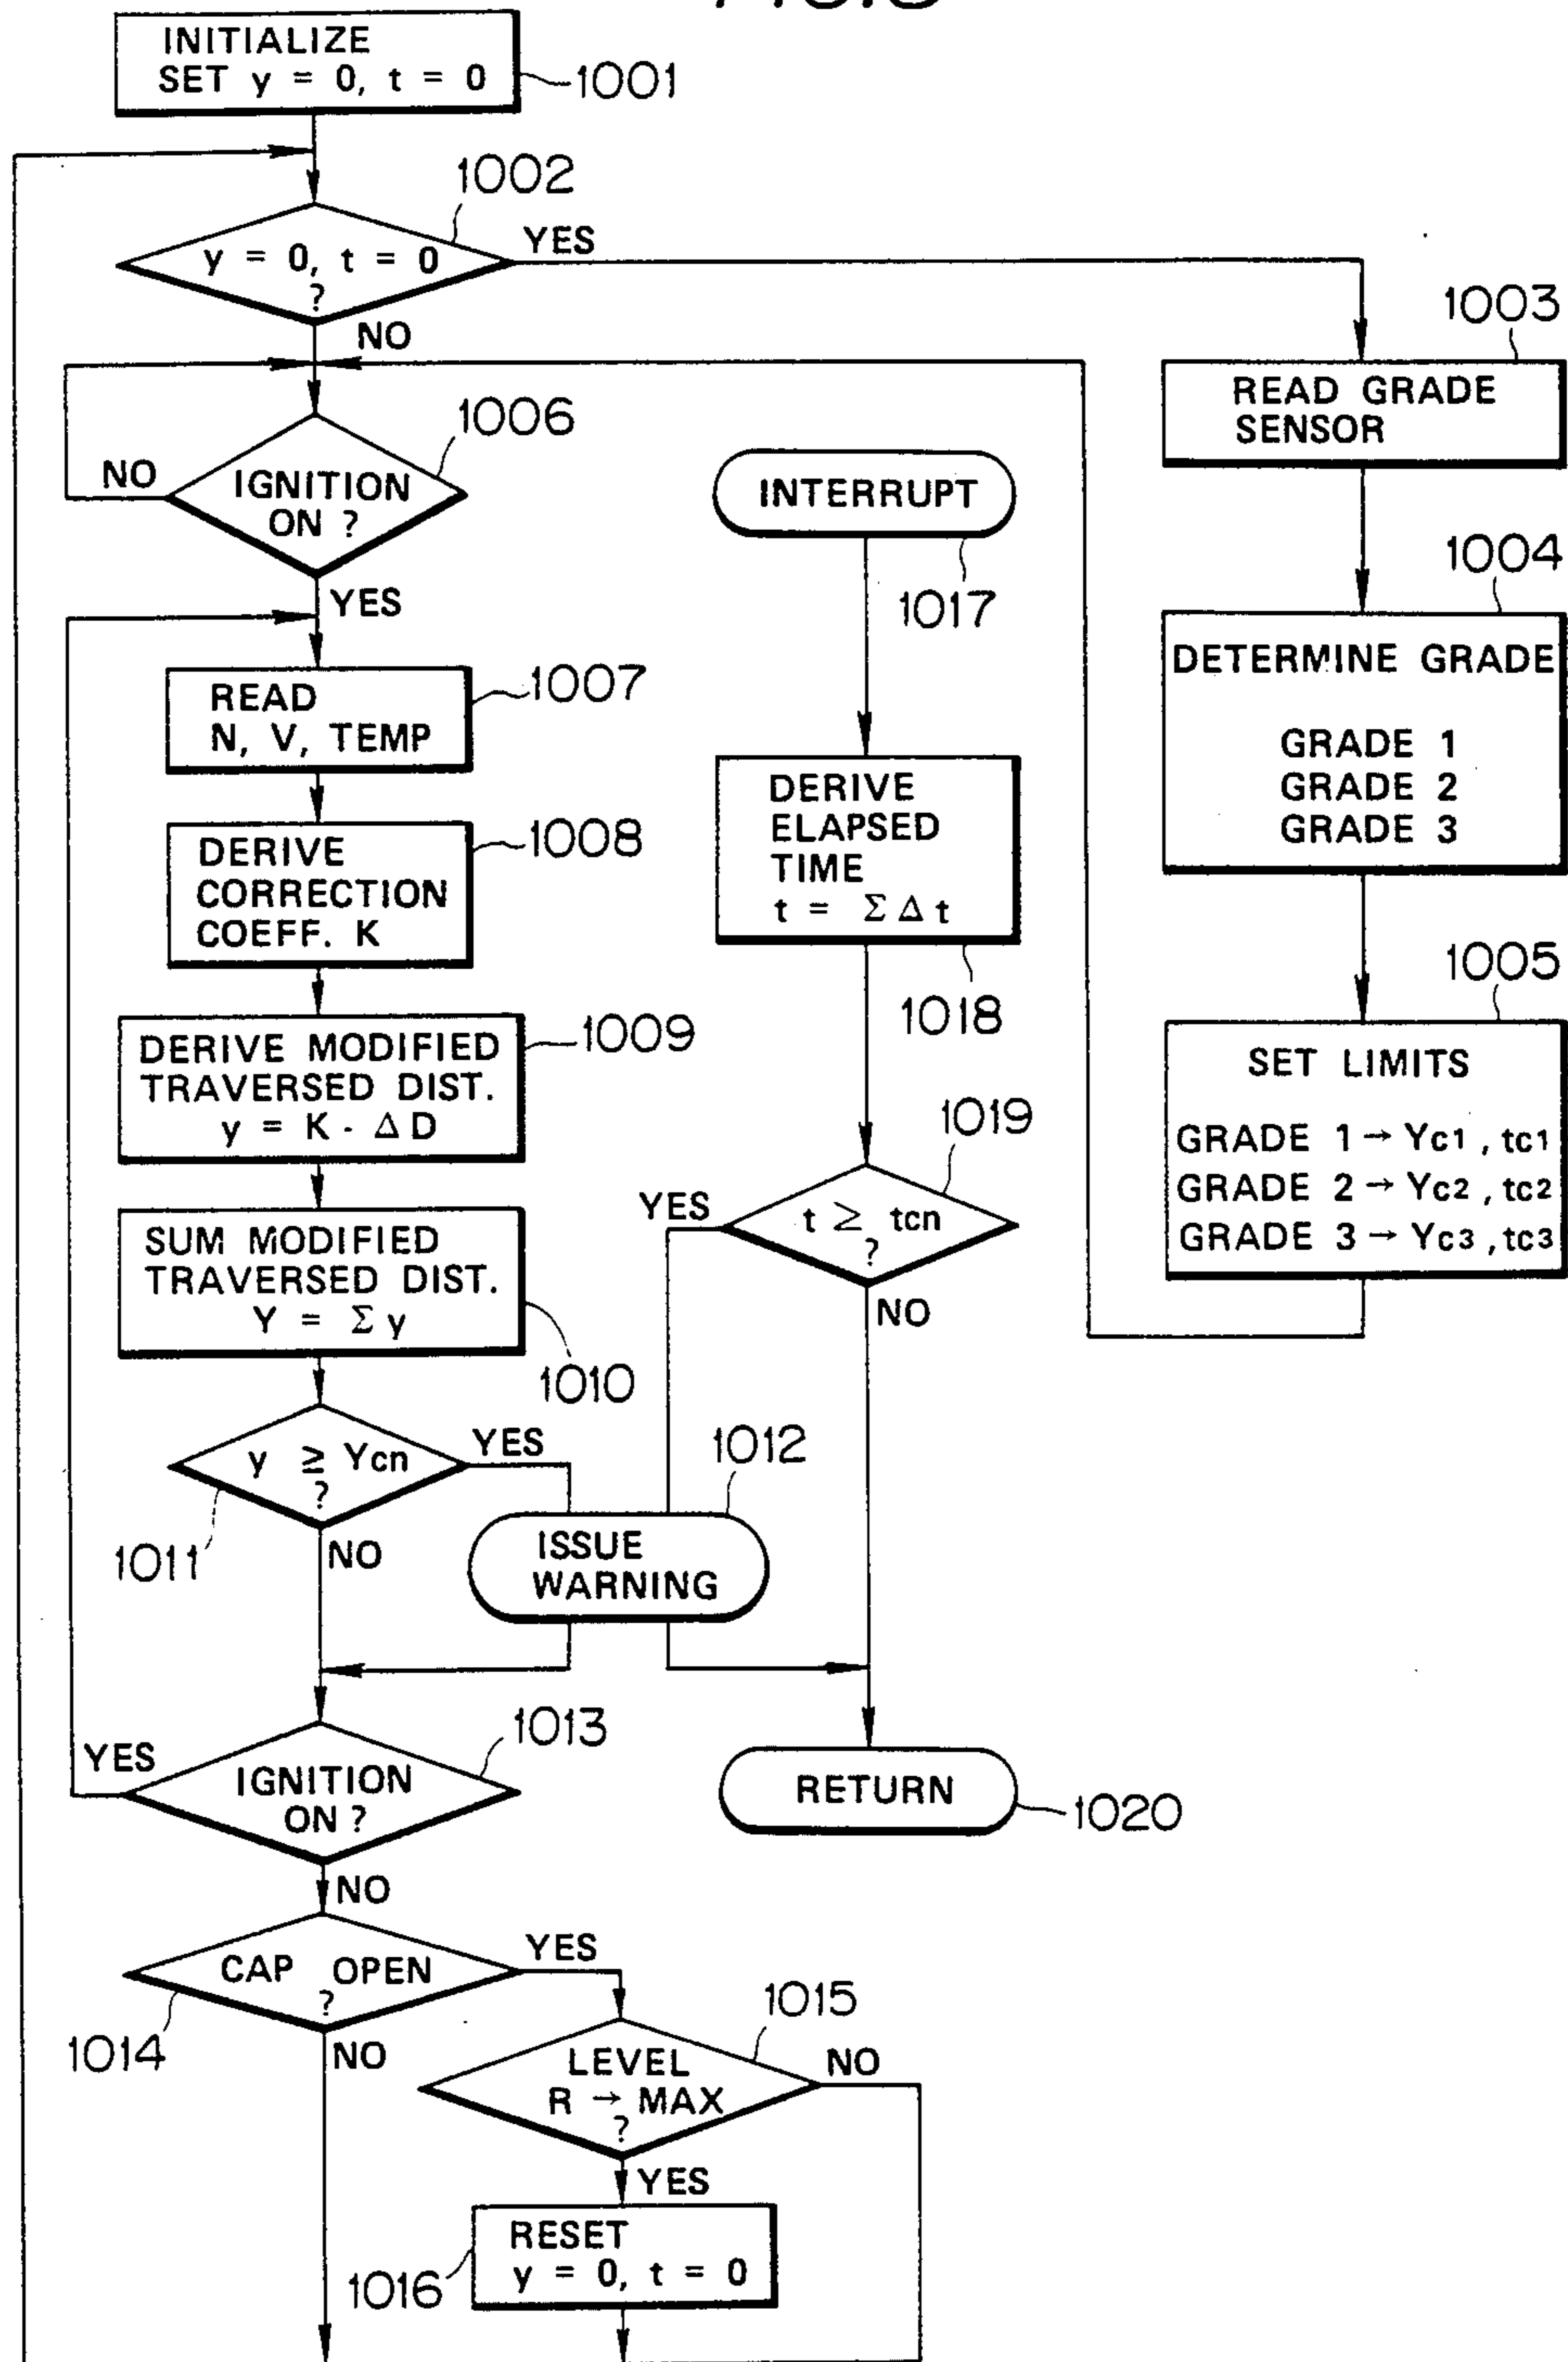 INITIALIZE
SET y = 0, t = 0
1001
1002
y = 0, t = 0
?
YES
NO
1003
READ GRADE
SENSOR
1006
IGNITION
ON ?
NO
YES
INTERRUPT
1017
1004
DETERMINE GRADE
GRADE 1
GRADE 2
GRADE 3
READ
N, V, TEMP
1007
DERIVE
CORRECTION
COEFF. K
1008
DERIVE
ELAPSED
TIME
t = Σ Δ t
1018
1005
SET LIMITS
GRADE 1 → Yc1 , tc1
GRADE 2 → Yc2 , tc2
GRADE 3 → Yc3 , tc3
DERIVE MODIFIED
TRAVERSED DIST.
y = K - Δ D
1009
1019
t ≥ tcn
?
YES
NO
SUM MODIFIED
TRAVERSED DIST.
Y = Σ y
1010
y ≥ Ycn
?
YES
1011
NO
1012
ISSUE
WARNING
1013
IGNITION
ON ?
YES
NO
RETURN
1020
CAP OPEN
?
YES
1014
NO
1015
LEVEL
R → MAX
?
NO
YES
RESET
y = 0, t = 0
1016